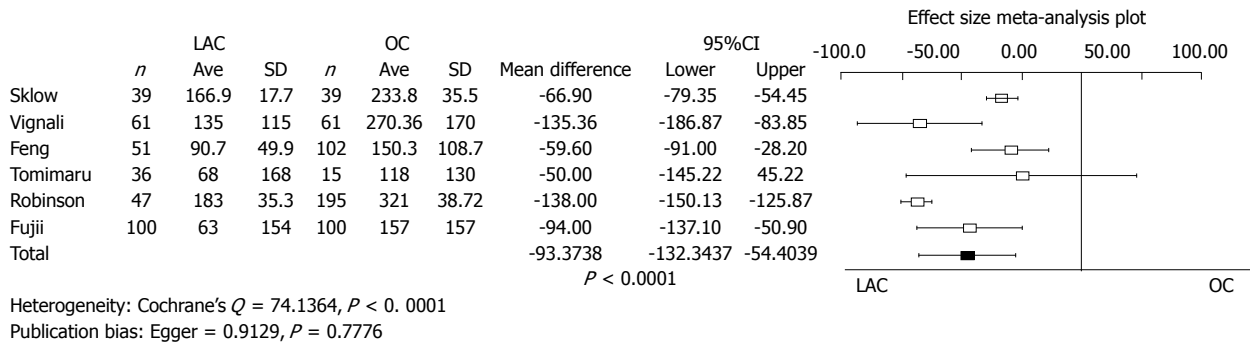 Effect size meta-analysis plot
LAC OC 95%CI -100.0 -50.00 0.00 50.00 100.00
n Ave SD n Ave SD Mean difference Lower Upper
Sklow 39 166.9 17.7 39 233.8 35.5 -66.90 -79.35 -54.45
Vignali 61 135 115 61 270.36 170 -135.36 -186.87 -83.85
Feng 51 90.7 49.9 102 150.3 108.7 -59.60 -91.00 -28.20
Tomimaru 36 68 168 15 118 130 -50.00 -145.22 45.22
Robinson 47 183 35.3 195 321 38.72 -138.00 -150.13 -125.87
Fujii 100 63 154 100 157 157 -94.00 -137.10 -50.90
Total -93.3738 -132.3437 -54.4039
P < 0.0001
LAC OC
Heterogeneity: Cochrane’s Q = 74.1364, P < 0. 0001
Publication bias: Egger = 0.9129, P = 0.7776